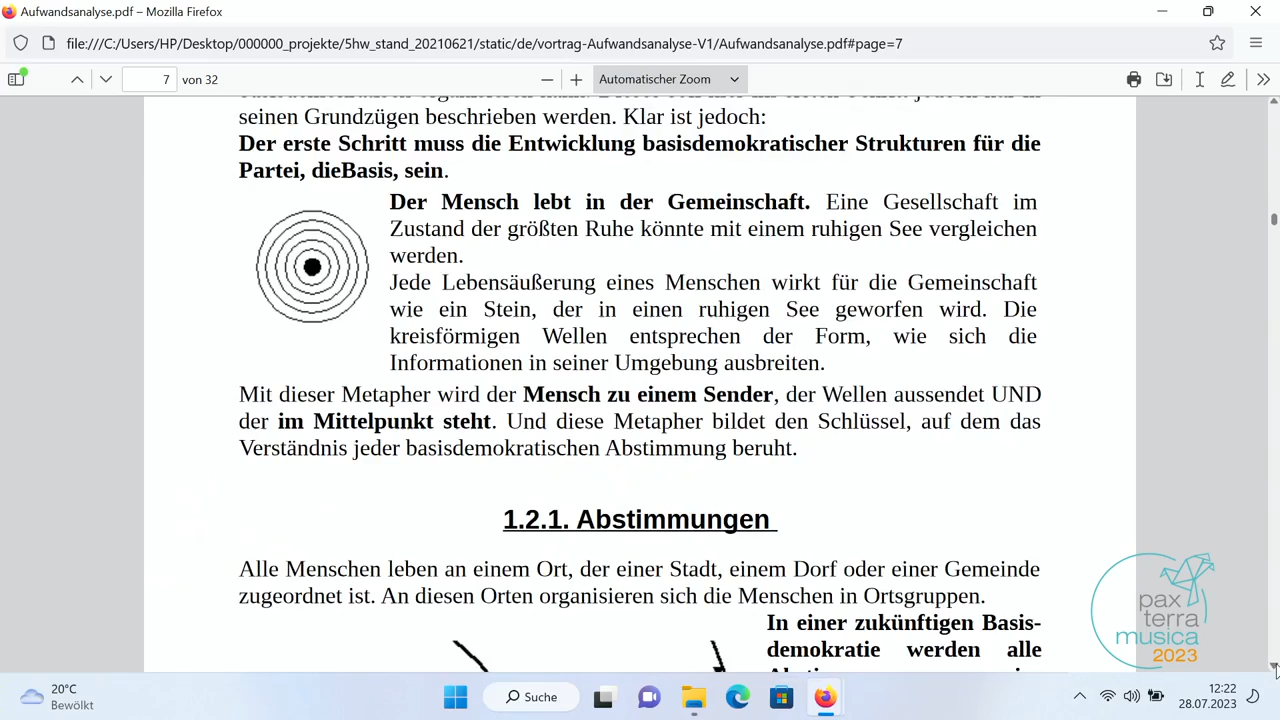 Aufwandsanalyse.pdf – Mozilla Firefox
file:///C:/Users/HP/Desktop/000000_projekte/5hw_stand_20210621/static/de/vortrag-Aufwandsanalyse-V1/Aufwandsanalyse.pdf#page=7
7 von 32 Automatischer Zoom
seinen Grundzügen beschrieben werden. Klar ist jedoch:
Der erste Schritt muss die Entwicklung basisdemokratischer Strukturen für die
Partei, dieBasis, sein.
Der Mensch lebt in der Gemeinschaft. Eine Gesellschaft im
Zustand der größten Ruhe könnte mit einem ruhigen See vergleichen
werden.
Jede Lebensäußerung eines Menschen wirkt für die Gemeinschaft
wie ein Stein, der in einen ruhigen See geworfen wird. Die
kreisförmigen Wellen entsprechen der Form, wie sich die
Informationen in seiner Umgebung ausbreiten.
Mit dieser Metapher wird der Mensch zu einem Sender, der Wellen aussendet UND
der im Mittelpunkt steht. Und diese Metapher bildet den Schlüssel, auf dem das
Verständnis jeder basisdemokratischen Abstimmung beruht.
1.2.1. Abstimmungen
Alle Menschen leben an einem Ort, der einer Stadt, einem Dorf oder einer Gemeinde
zugeordnet ist. An diesen Orten organisieren sich die Menschen in Ortsgruppen.
In einer zukünftigen Basis-
demokratie werden alle
pax
terra
musica
2023
20°C
Bewölkt
Suche
12:22
28.07.2023